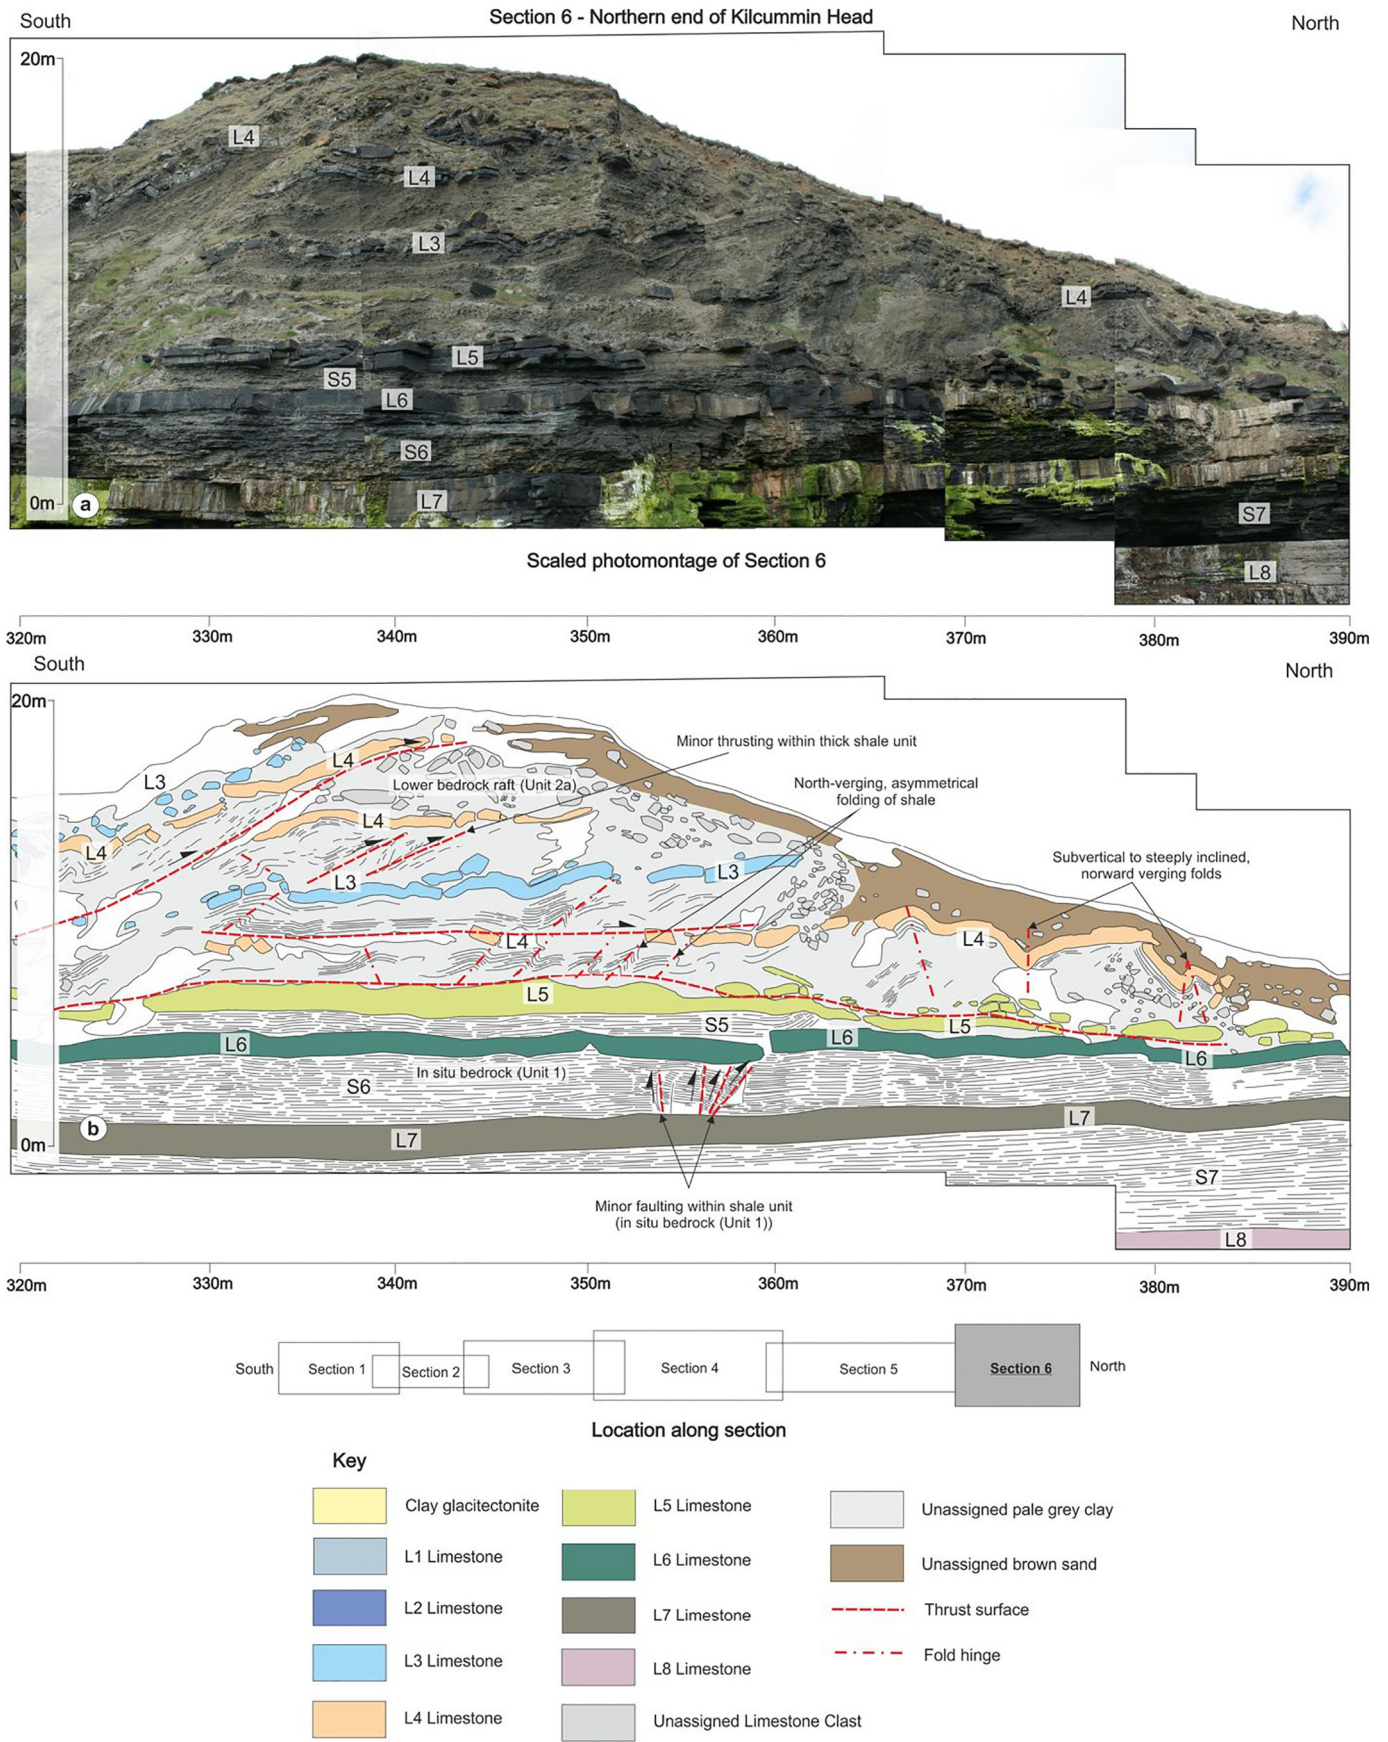 Section 6 - Northern end of Kilcummin Head
South
North
20m
L4
L4
L3
L4
L5
S5
L6
S6
L7
S7
L8
0m
a
Scaled photomontage of Section 6
320m 330m 340m 350m 360m 370m 380m 390m
South
North
20m
Minor thrusting within thick shale unit
North-verging, asymmetrical
folding of shale
Subvertical to steeply inclined,
norward verging folds
L4
L3
Lower bedrock raft (Unit 2a)
L4
L4
L3
L3
L4
L4
L5
S5
L5
L6
L6
L6
In situ bedrock (Unit 1)
S6
L7
L7
b
0m
S7
L8
Minor faulting within shale unit
(in situ bedrock (Unit 1))
320m 330m 340m 350m 360m 370m 380m 390m
South Section 1 Section 2 Section 3 Section 4 Section 5 Section 6 North
Location along section
Key
Clay glacitectonite
L1 Limestone
L2 Limestone
L3 Limestone
L4 Limestone
L5 Limestone
L6 Limestone
L7 Limestone
L8 Limestone
Unassigned Limestone Clast
Unassigned pale grey clay
Unassigned brown sand
Thrust surface
Fold hinge